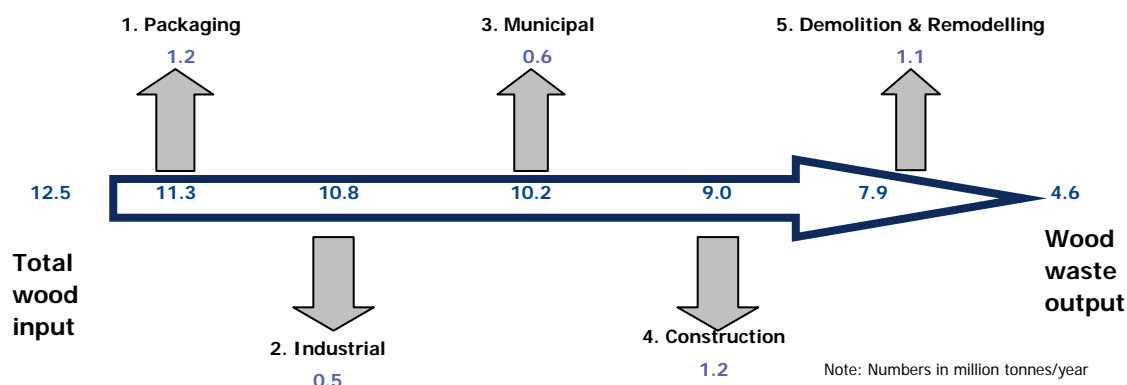 1. Packaging
1.2
3. Municipal
0.6
5. Demolition & Remodelling
1.1
12.5
11.3
10.8
10.2
9.0
7.9
4.6
Total
wood
input
Wood
waste
output
2. Industrial
0.5
4. Construction
1.2
Note: Numbers in million tonnes/year